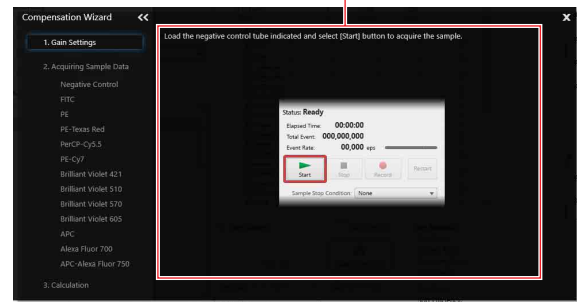 Compensation Wizard <<
X
1. Gain Settings
2. Acquiring Sample Data
Negative Control
FITC
PE
PE-Texas Red
PerCP-Cy5.5
PE-Cy7
Brilliant Violet 421
Brilliant Violet 510
Brilliant Violet 570
Brilliant Violet 605
APC
Alexa Fluor 700
APC-Alexa Fluor 750
3. Calculation
Load the negative control tube indicated and select [Start] button to acquire the sample.
Status: Ready
Elapsed Time: 00:00:00
Total Event: 000,000,000
Event Rate: 00,000 eps
Start Stop Record Restart
Sample Stop Condition: None